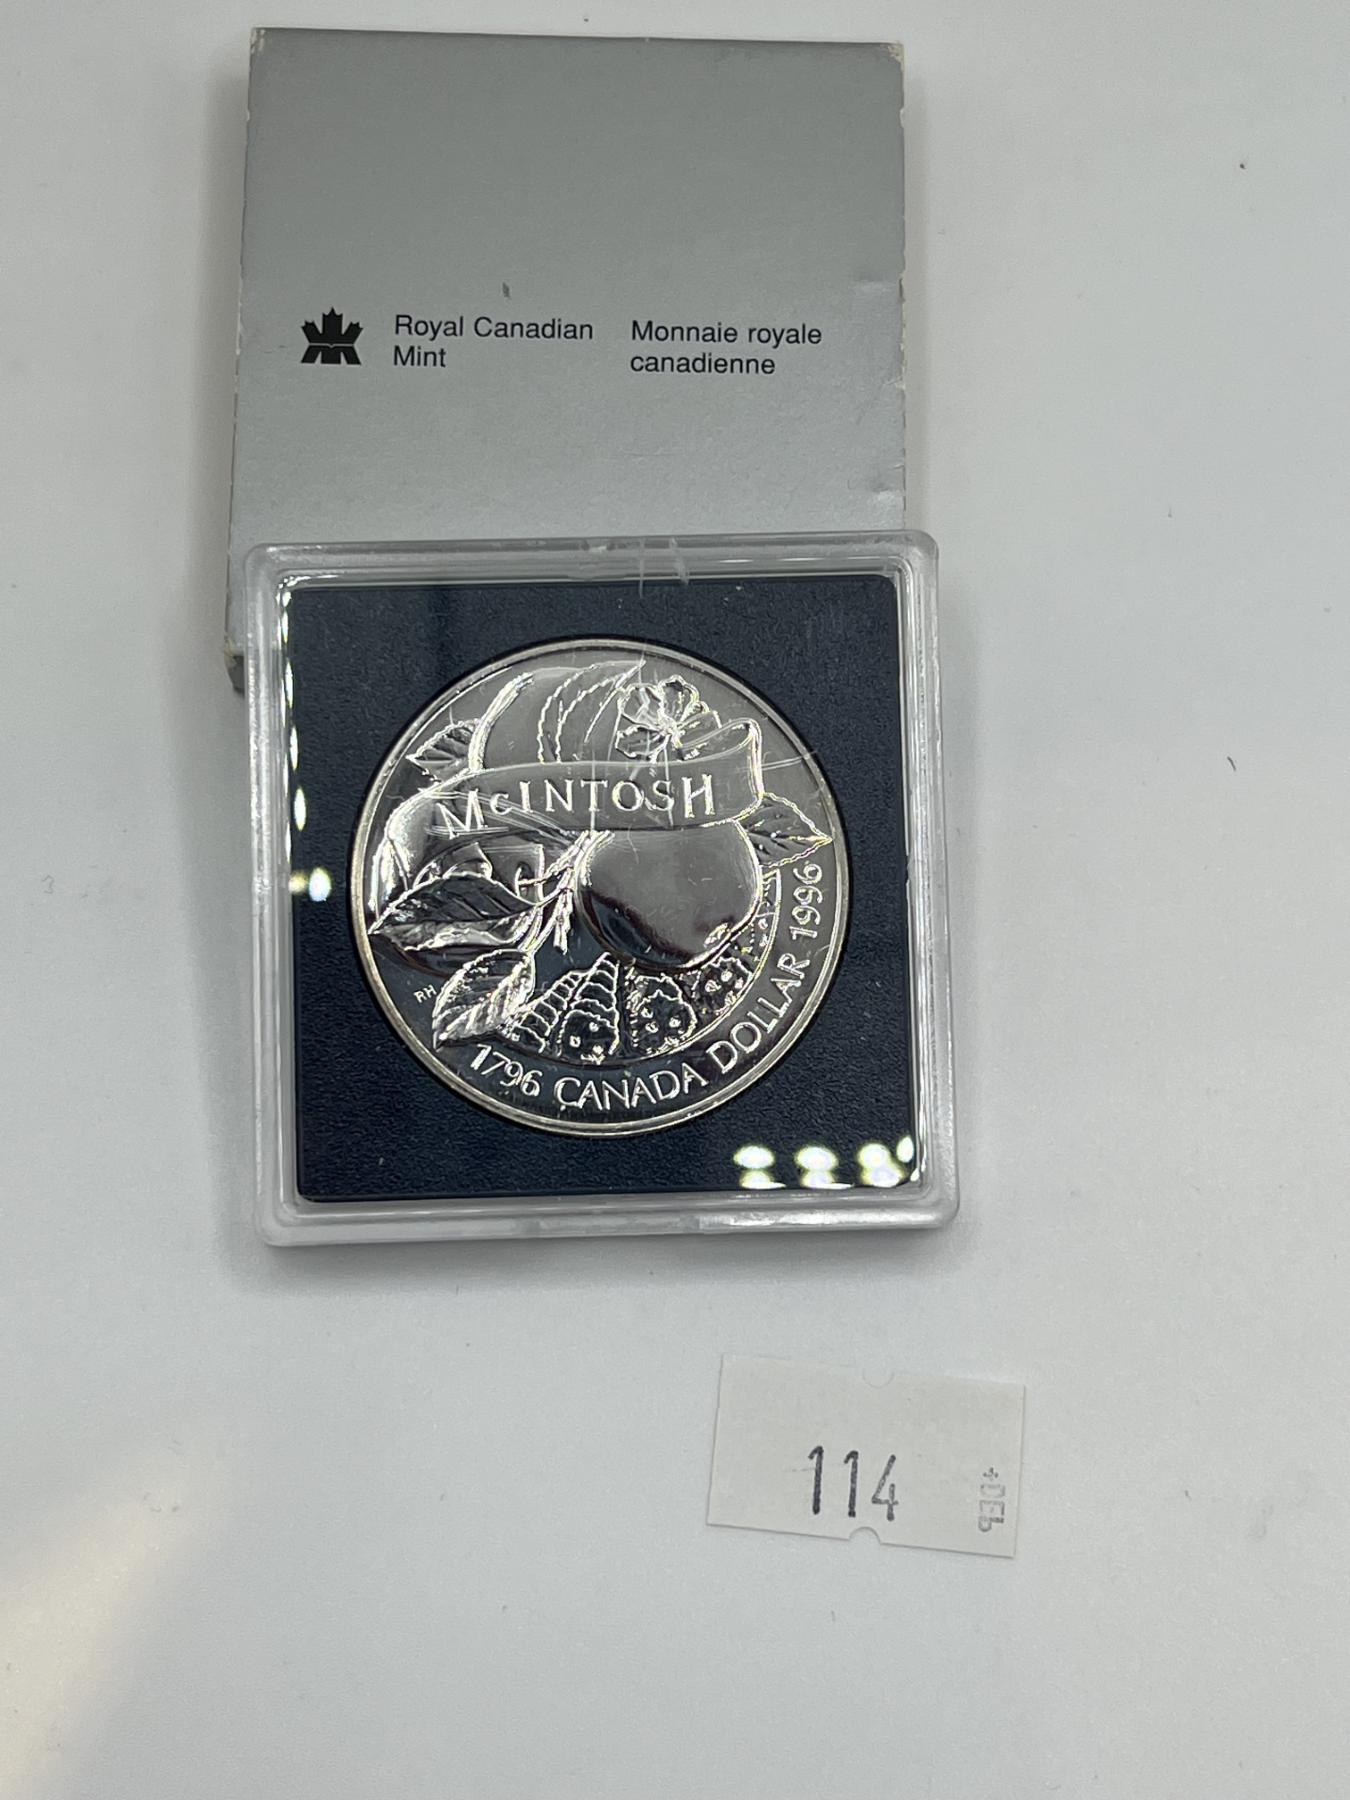 Royal Canadian
Mint
Monnaie royale
canadienne
McINTOSH
RH
1796 CANADA DOLLAR 1996
114